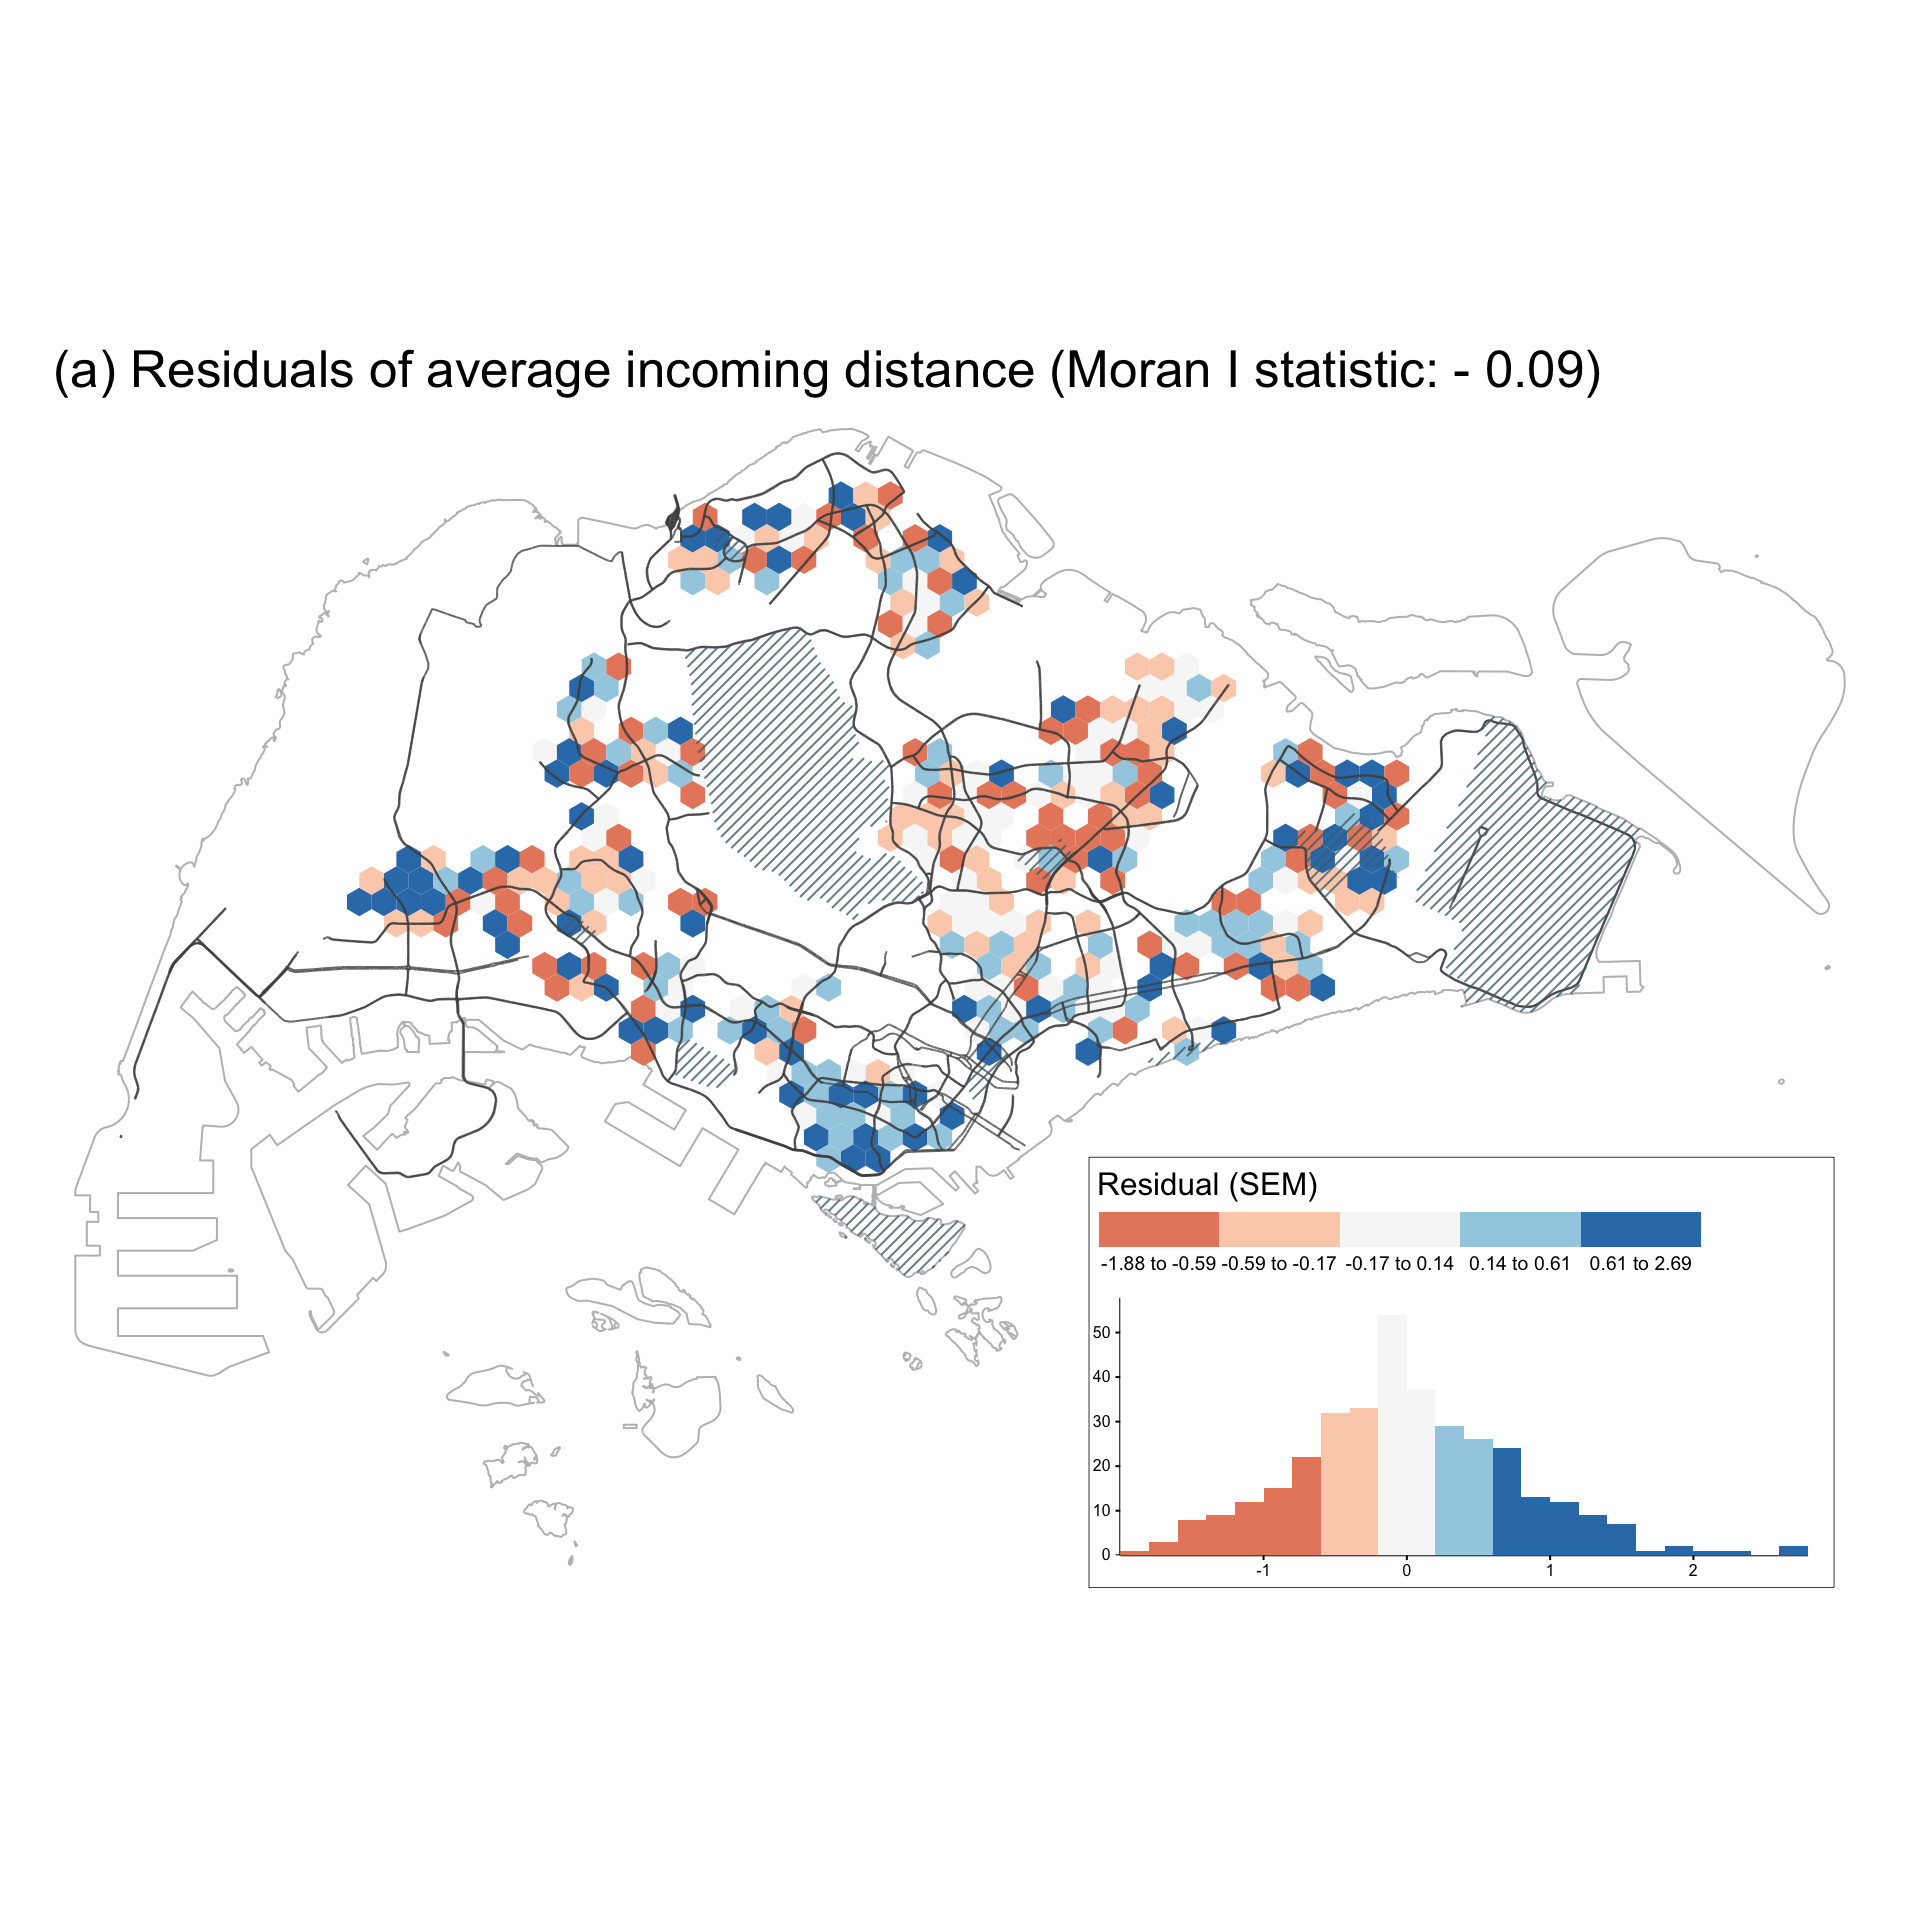 (a) Residuals of average incoming distance (Moran I statistic: - 0.09)
Residual (SEM)
-1.88 to -0.59 -0.59 to -0.17 -0.17 to 0.14 0.14 to 0.61 0.61 to 2.69
50
40
30
20
10
0
-1 0 1 2